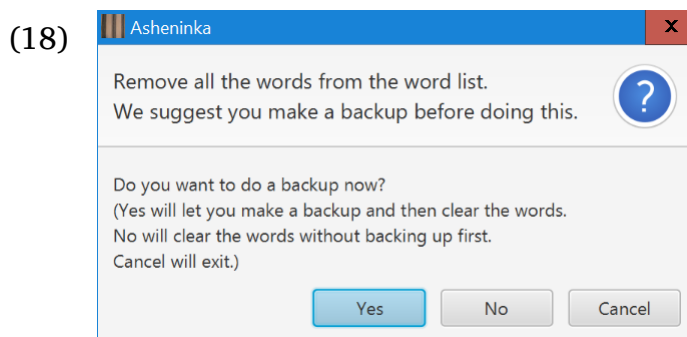 (18)
Asheninka
x
Remove all the words from the word list.
We suggest you make a backup before doing this.
?
Do you want to do a backup now?
(Yes will let you make a backup and then clear the words.
No will clear the words without backing up first.
Cancel will exit.)
Yes No Cancel